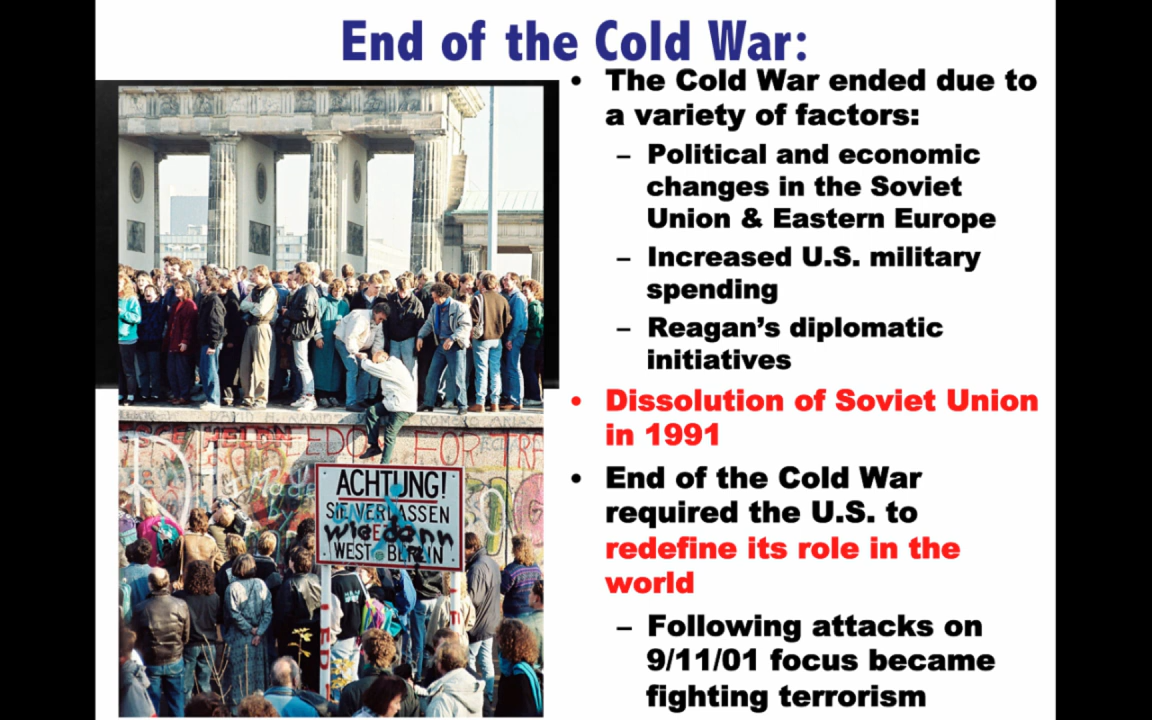 End of the Cold War:
• The Cold War ended due to
a variety of factors:
– Political and economic
changes in the Soviet
Union & Eastern Europe
– Increased U.S. military
spending
– Reagan's diplomatic
initiatives
• Dissolution of Soviet Union
in 1991
• End of the Cold War
required the U.S. to
redefine its role in the
world
– Following attacks on
9/11/01 focus became
fighting terrorism
FOR
ACHTUNG!
SIE VERLASSEN
wie denn
WEST BERLIN